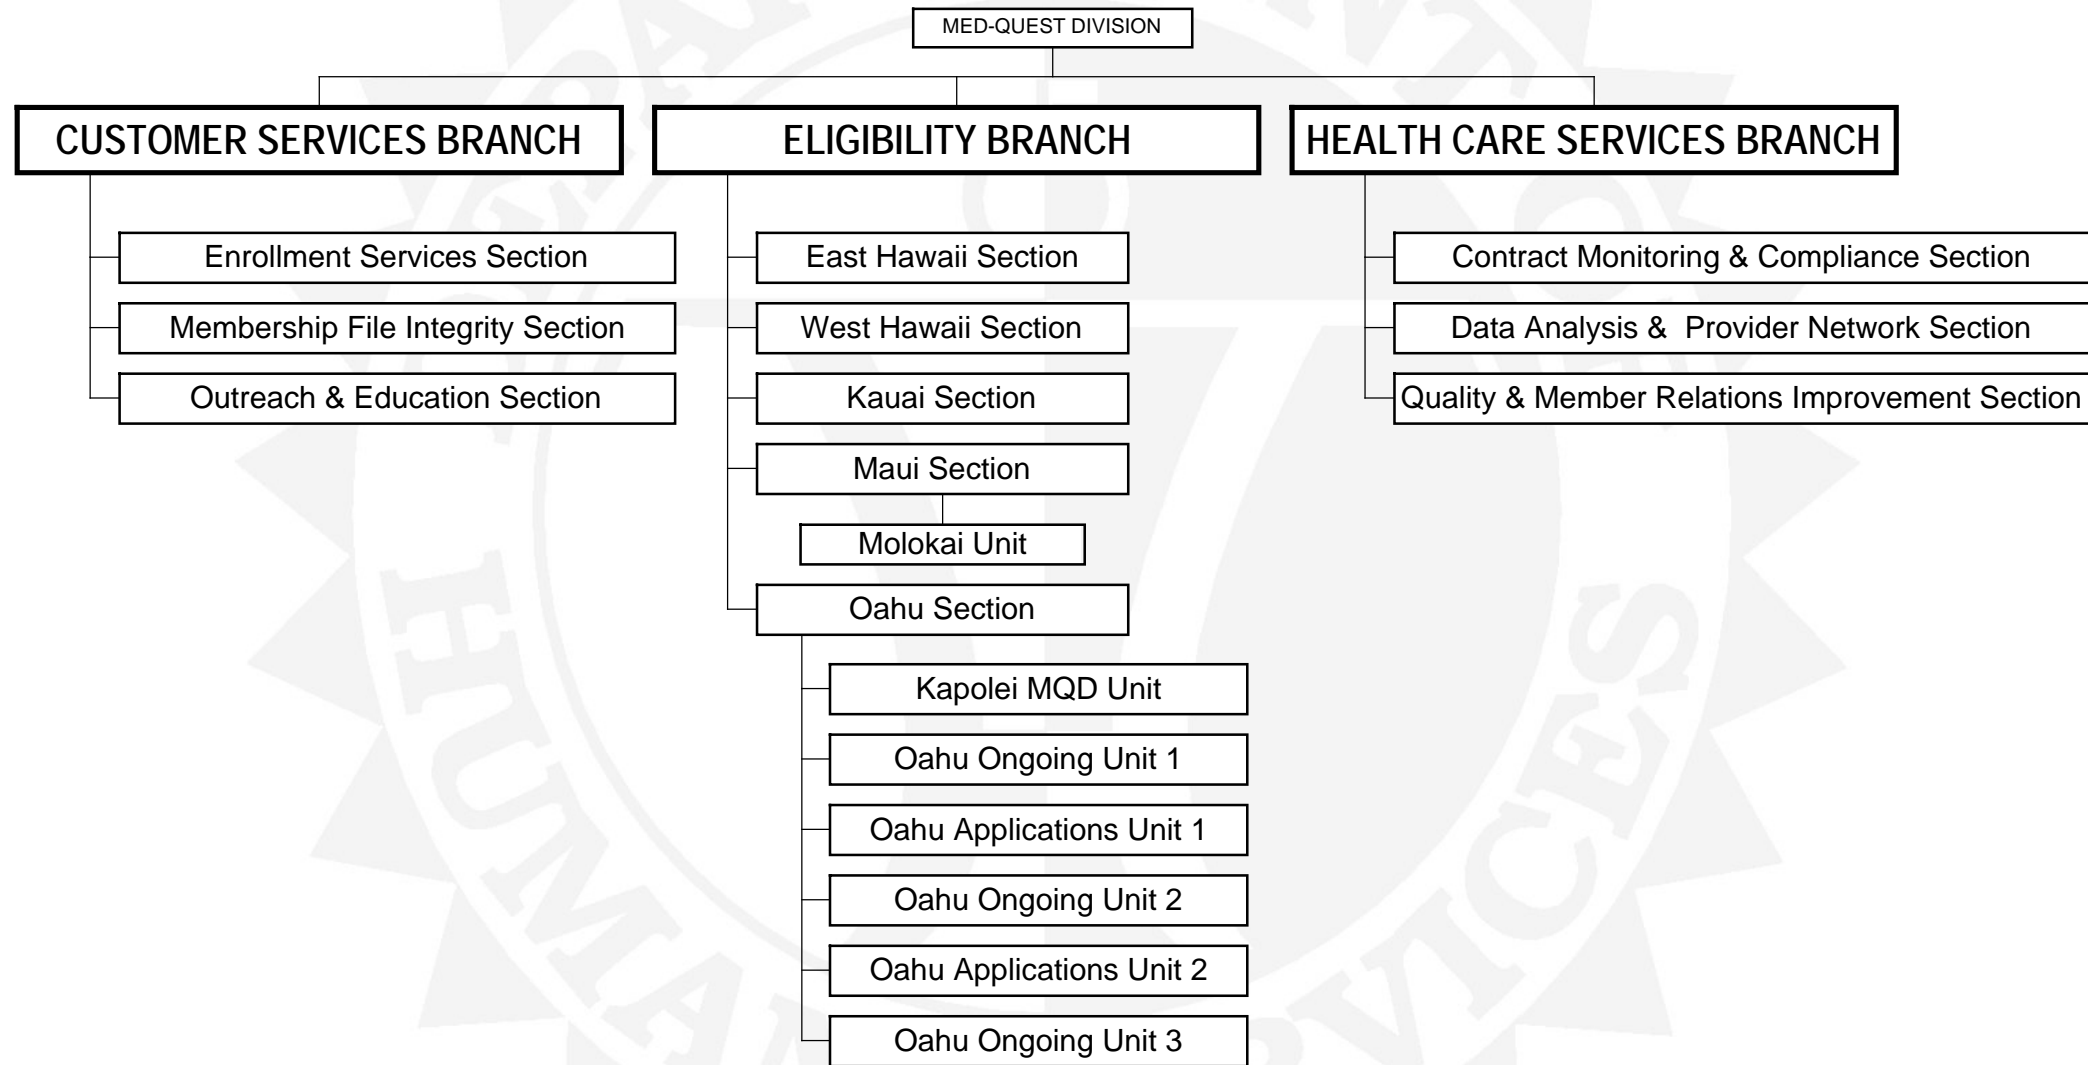 MED-QUEST DIVISION
CUSTOMER SERVICES BRANCH
Enrollment Services Section
Membership File Integrity Section
Outreach & Education Section
ELIGIBILITY BRANCH
East Hawaii Section
West Hawaii Section
Kauai Section
Maui Section
Molokai Unit
Oahu Section
Kapolei MQD Unit
Oahu Ongoing Unit 1
Oahu Applications Unit 1
Oahu Ongoing Unit 2
Oahu Applications Unit 2
Oahu Ongoing Unit 3
HEALTH CARE SERVICES BRANCH
Contract Monitoring & Compliance Section
Data Analysis &  Provider Network Section
Quality & Member Relations Improvement Section
HUMAN